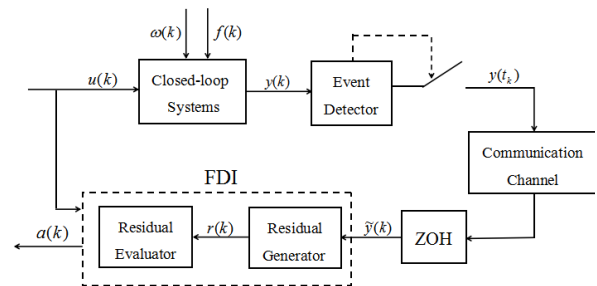 ω(k)
f(k)
u(k)
Closed-loop
Systems
y(k)
Event
Detector
y(t_k)
Communication
Channel
FDI
a(k)
Residual
Evaluator
r(k)
Residual
Generator
ỹ(k)
ZOH